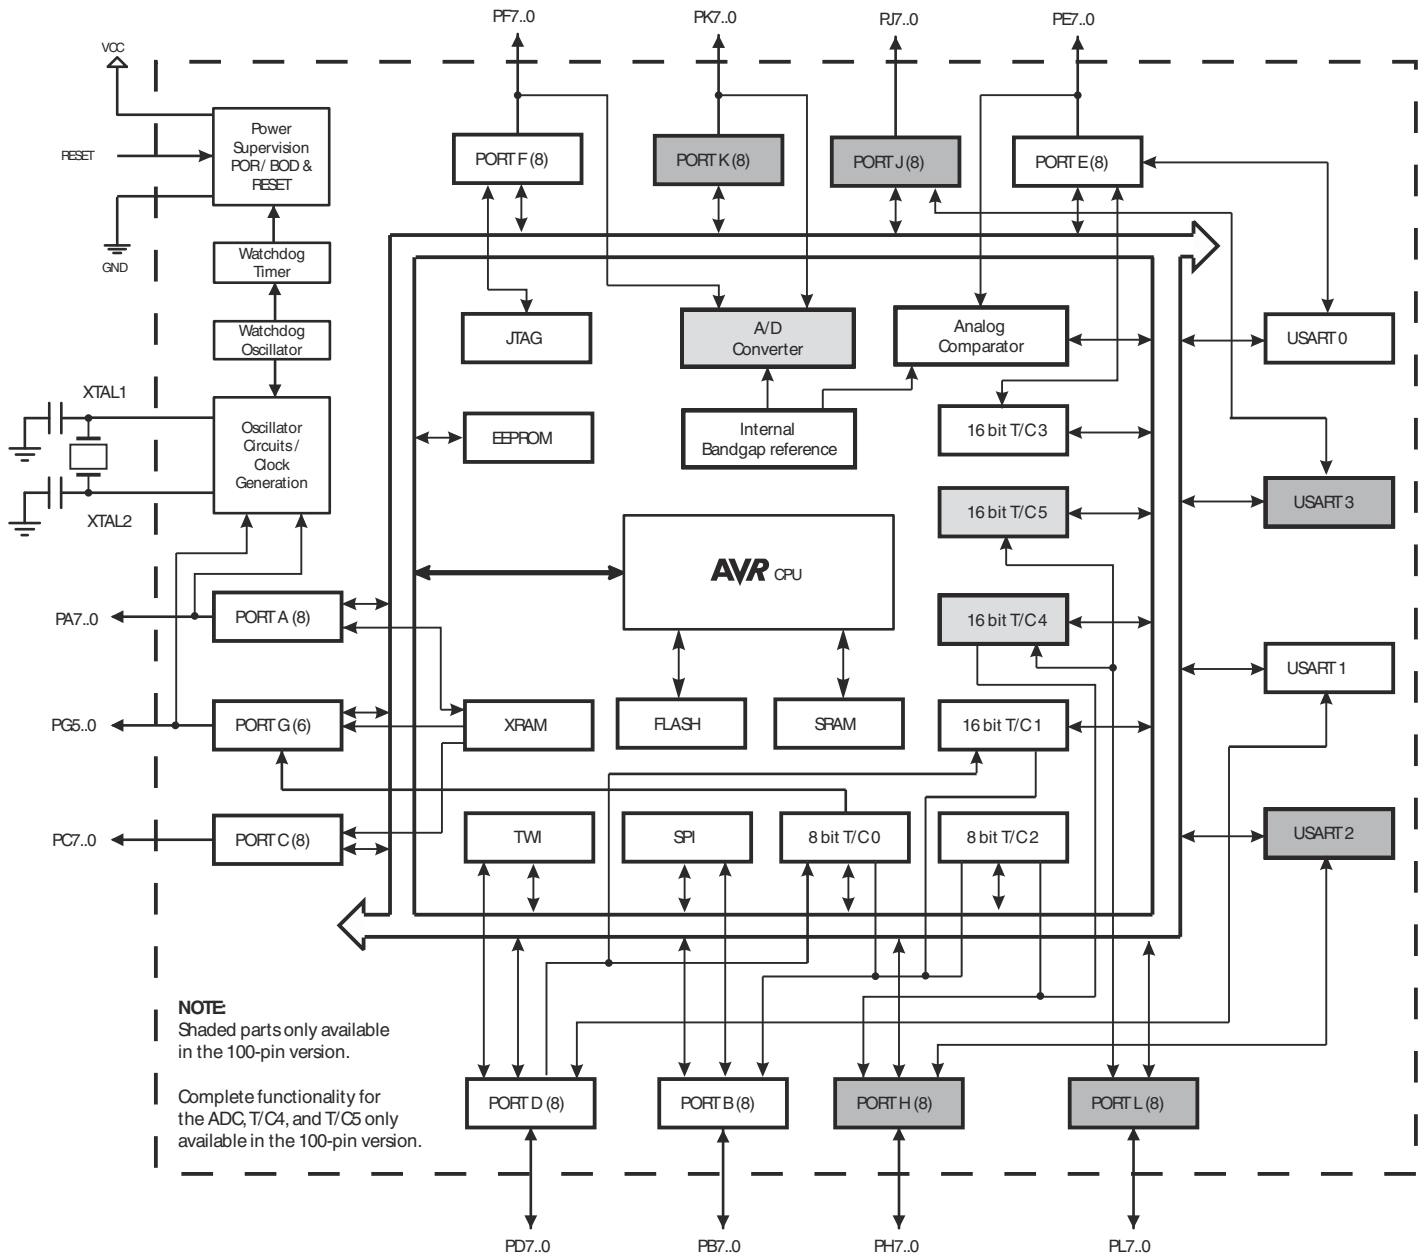 PF7..0
PK7..0
PJ7..0
PE7..0
VCC
RESET
GND
Power
Supervision
POR / BOD &
RESET
Watchdog
Timer
Watchdog
Oscillator
XTAL1
XTAL2
Oscillator
Circuits /
Clock
Generation
PORT F (8)
PORT K (8)
PORT J (8)
PORT E (8)
JTAG
A/D
Converter
Analog
Comparator
USART 0
EEPROM
Internal
Bandgap reference
16 bit T/C 3
USART 3
16 bit T/C 5
AVR CPU
PA7..0
PORT A (8)
16 bit T/C 4
USART 1
PG5..0
PORT G (6)
XRAM
FLASH
SRAM
16 bit T/C 1
PC7..0
PORT C (8)
TWI
SPI
8 bit T/C 0
8 bit T/C 2
USART 2
NOTE:
Shaded parts only available
in the 100-pin version.
Complete functionality for
the ADC, T/C4, and T/C5 only
available in the 100-pin version.
PORT D (8)
PORT B (8)
PORT H (8)
PORT L (8)
PD7..0
PB7..0
PH7..0
PL7..0